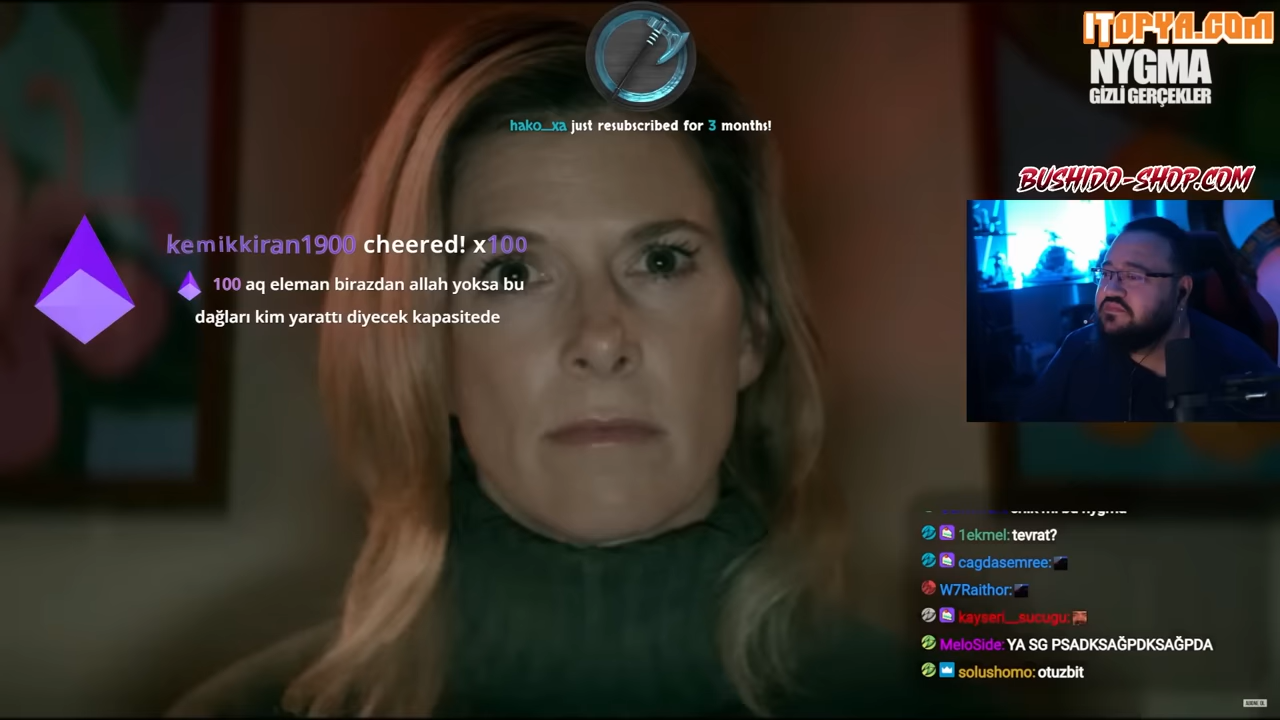 ITOPYA.COM
NYGMA
GİZLİ GERÇEKLER
hako_xa just resubscribed for 3 months!
BUSHIDO-SHOP.COM
kemikkiran1900 cheered! x100
100 aq eleman birazdan allah yoksa bu
dağları kim yarattı diyecek kapasitede
1ekmel: tevrat?
cagdasemree:
W7Raithor:
kayseri__sucugu:
MeloSide: YA SG PSADKSAĞPDKSAĞPDA
solushomo: otuzbit